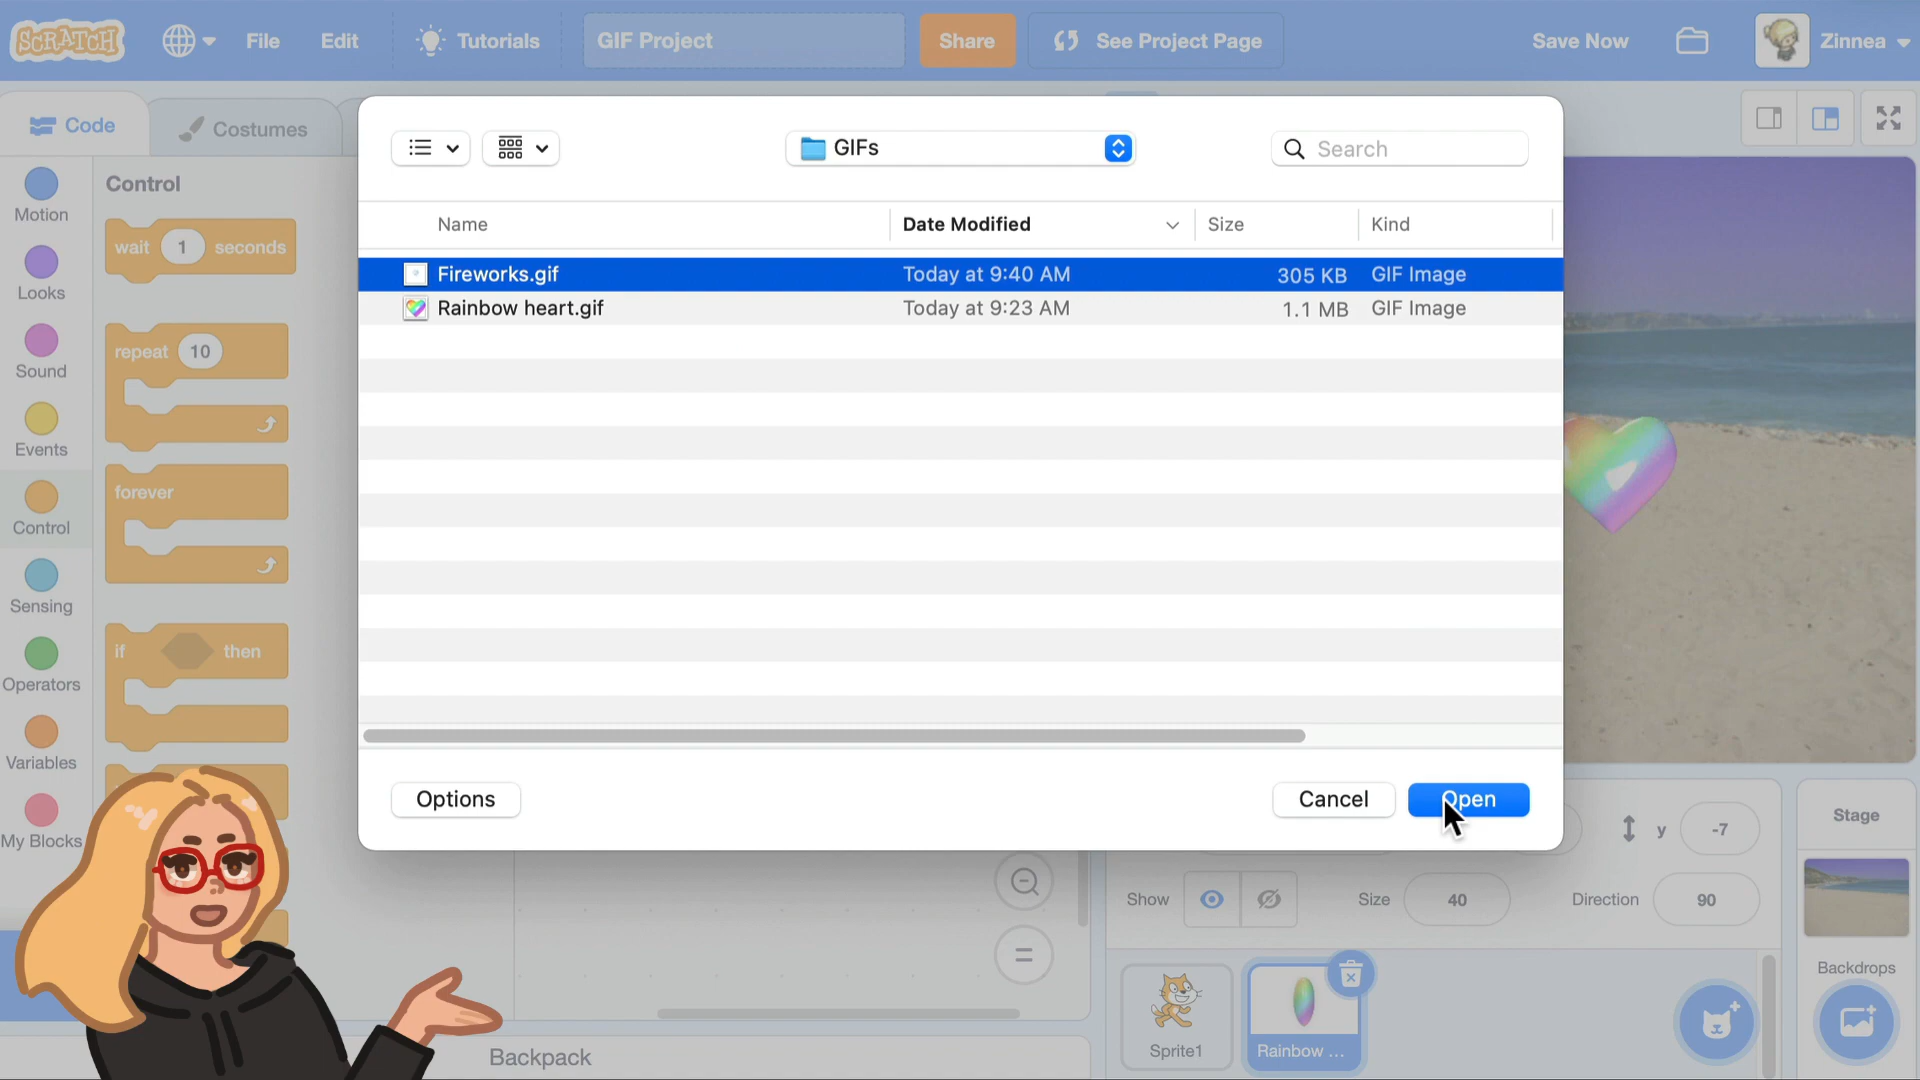 SCRATCH
File
Edit
Tutorials
GIF Project
Share
See Project Page
Save Now
Zinnea
Code
Costumes
GIFs
Search
Name
Date Modified
Size
Kind
Fireworks.gif
Today at 9:40 AM
305 KB
GIF Image
Rainbow heart.gif
Today at 9:23 AM
1.1 MB
GIF Image
Options
Cancel
Open
Motion
Looks
Sound
Events
Control
Sensing
Operators
Variables
My Blocks
Control
wait 1 seconds
repeat 10
forever
if then
y
-7
Show
Size
40
Direction
90
Sprite1
Rainbow ...
Stage
Backdrops
Backpack